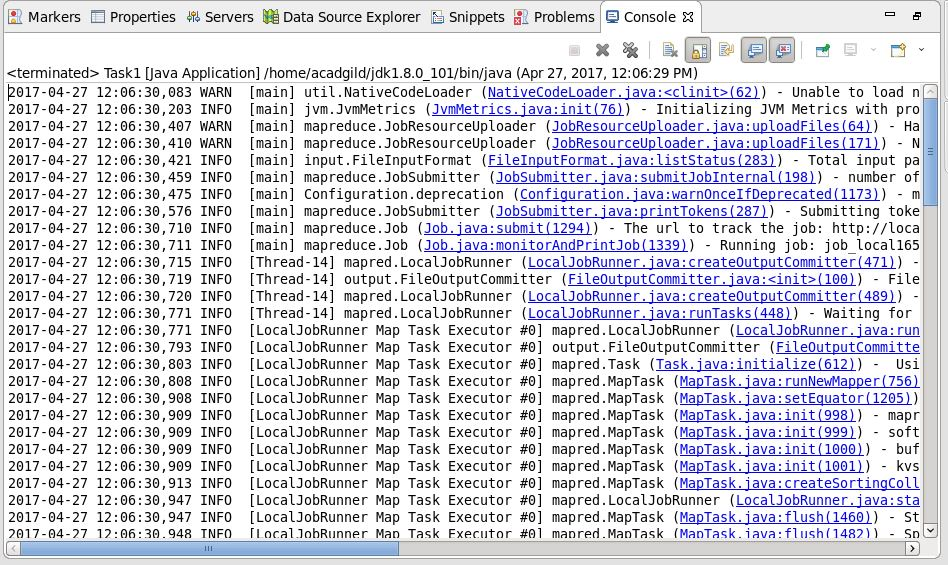 Markers Properties Servers Data Source Explorer Snippets Problems Console
<terminated> Task1 [Java Application] /home/acadgild/jdk1.8.0_101/bin/java (Apr 27, 2017, 12:06:29 PM)
2017-04-27 12:06:30,083 WARN [main] util.NativeCodeLoader (NativeCodeLoader.java:<clinit>(62)) - Unable to load n
2017-04-27 12:06:30,203 INFO [main] jvm.JvmMetrics (JvmMetrics.java:init(76)) - Initializing JVM Metrics with pro
2017-04-27 12:06:30,407 WARN [main] mapreduce.JobResourceUploader (JobResourceUploader.java:uploadFiles(64)) - Ha
2017-04-27 12:06:30,410 WARN [main] mapreduce.JobResourceUploader (JobResourceUploader.java:uploadFiles(171)) - N
2017-04-27 12:06:30,421 INFO [main] input.FileInputFormat (FileInputFormat.java:listStatus(283)) - Total input pa
2017-04-27 12:06:30,459 INFO [main] mapreduce.JobSubmitter (JobSubmitter.java:submitJobInternal(198)) - number of
2017-04-27 12:06:30,475 INFO [main] Configuration.deprecation (Configuration.java:warnOnceIfDeprecated(1173)) - m
2017-04-27 12:06:30,576 INFO [main] mapreduce.JobSubmitter (JobSubmitter.java:printTokens(287)) - Submitting toke
2017-04-27 12:06:30,710 INFO [main] mapreduce.Job (Job.java:submit(1294)) - The url to track the job: http://loca
2017-04-27 12:06:30,711 INFO [main] mapreduce.Job (Job.java:monitorAndPrintJob(1339)) - Running job: job_local165
2017-04-27 12:06:30,715 INFO [Thread-14] mapred.LocalJobRunner (LocalJobRunner.java:createOutputCommitter(471)) -
2017-04-27 12:06:30,719 INFO [Thread-14] output.FileOutputCommitter (FileOutputCommitter.java:<init>(100)) - File
2017-04-27 12:06:30,720 INFO [Thread-14] mapred.LocalJobRunner (LocalJobRunner.java:createOutputCommitter(489)) -
2017-04-27 12:06:30,771 INFO [Thread-14] mapred.LocalJobRunner (LocalJobRunner.java:runTasks(448)) - Waiting for
2017-04-27 12:06:30,771 INFO [LocalJobRunner Map Task Executor #0] mapred.LocalJobRunner (LocalJobRunner.java:run
2017-04-27 12:06:30,793 INFO [LocalJobRunner Map Task Executor #0] output.FileOutputCommitter (FileOutputCommitte
2017-04-27 12:06:30,803 INFO [LocalJobRunner Map Task Executor #0] mapred.Task (Task.java:initialize(612)) - Usi
2017-04-27 12:06:30,808 INFO [LocalJobRunner Map Task Executor #0] mapred.MapTask (MapTask.java:runNewMapper(756)
2017-04-27 12:06:30,908 INFO [LocalJobRunner Map Task Executor #0] mapred.MapTask (MapTask.java:setEquator(1205))
2017-04-27 12:06:30,909 INFO [LocalJobRunner Map Task Executor #0] mapred.MapTask (MapTask.java:init(998)) - mapr
2017-04-27 12:06:30,909 INFO [LocalJobRunner Map Task Executor #0] mapred.MapTask (MapTask.java:init(999)) - soft
2017-04-27 12:06:30,909 INFO [LocalJobRunner Map Task Executor #0] mapred.MapTask (MapTask.java:init(1000)) - buf
2017-04-27 12:06:30,909 INFO [LocalJobRunner Map Task Executor #0] mapred.MapTask (MapTask.java:init(1001)) - kvs
2017-04-27 12:06:30,913 INFO [LocalJobRunner Map Task Executor #0] mapred.MapTask (MapTask.java:createSortingColl
2017-04-27 12:06:30,947 INFO [LocalJobRunner Map Task Executor #0] mapred.LocalJobRunner (LocalJobRunner.java:sta
2017-04-27 12:06:30,947 INFO [LocalJobRunner Map Task Executor #0] mapred.MapTask (MapTask.java:flush(1460)) - St
2017-04-27 12:06:30,948 INFO [LocalJobRunner Map Task Executor #0] mapred.MapTask (MapTask.java:flush(1482)) - Sp